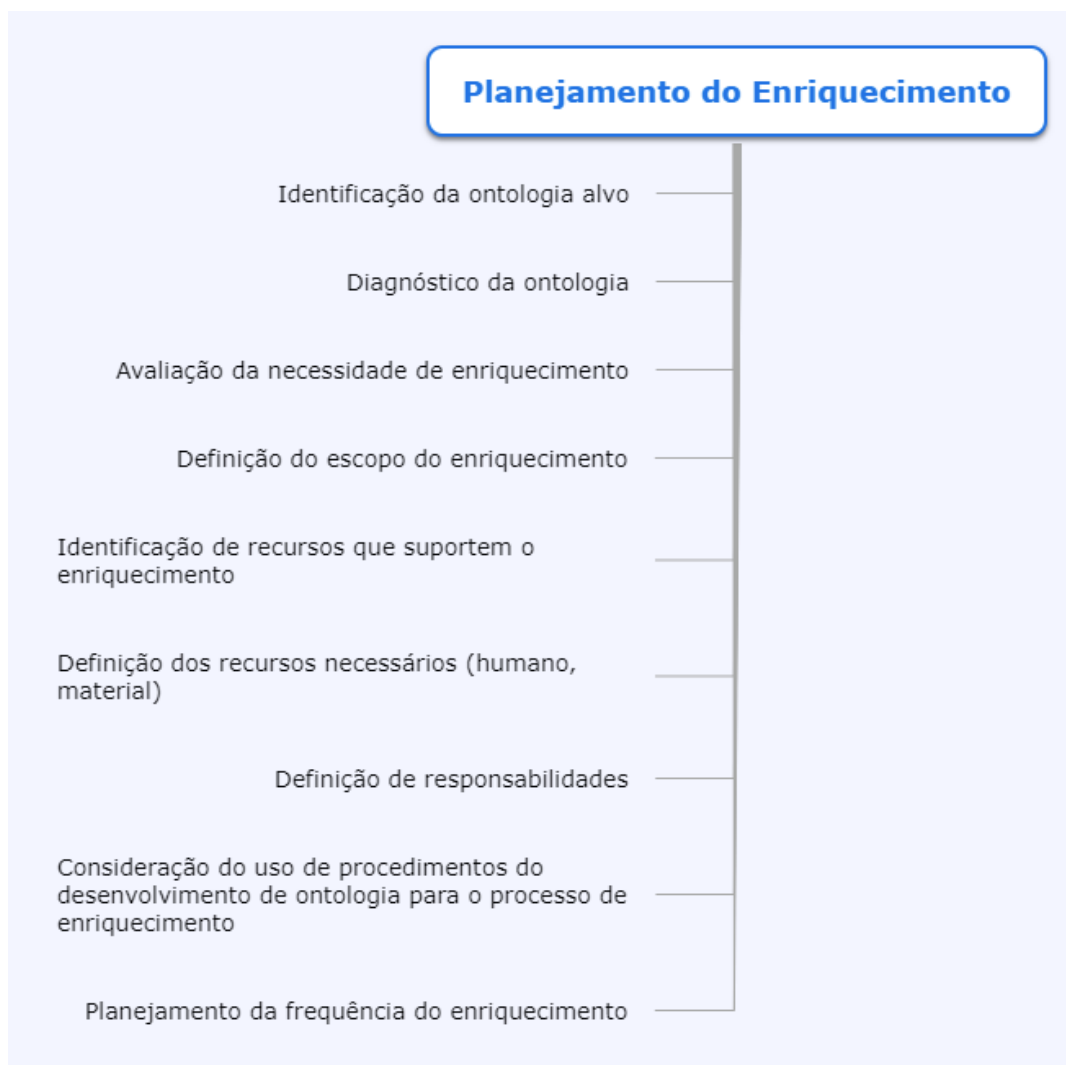 Planejamento do Enriquecimento
Identificação da ontologia alvo
Diagnóstico da ontologia
Avaliação da necessidade de enriquecimento
Definição do escopo do enriquecimento
Identificação de recursos que suportem o
enriquecimento
Definição dos recursos necessários (humano,
material)
Definição de responsabilidades
Consideração do uso de procedimentos do
desenvolvimento de ontologia para o processo de
enriquecimento
Planejamento da frequência do enriquecimento